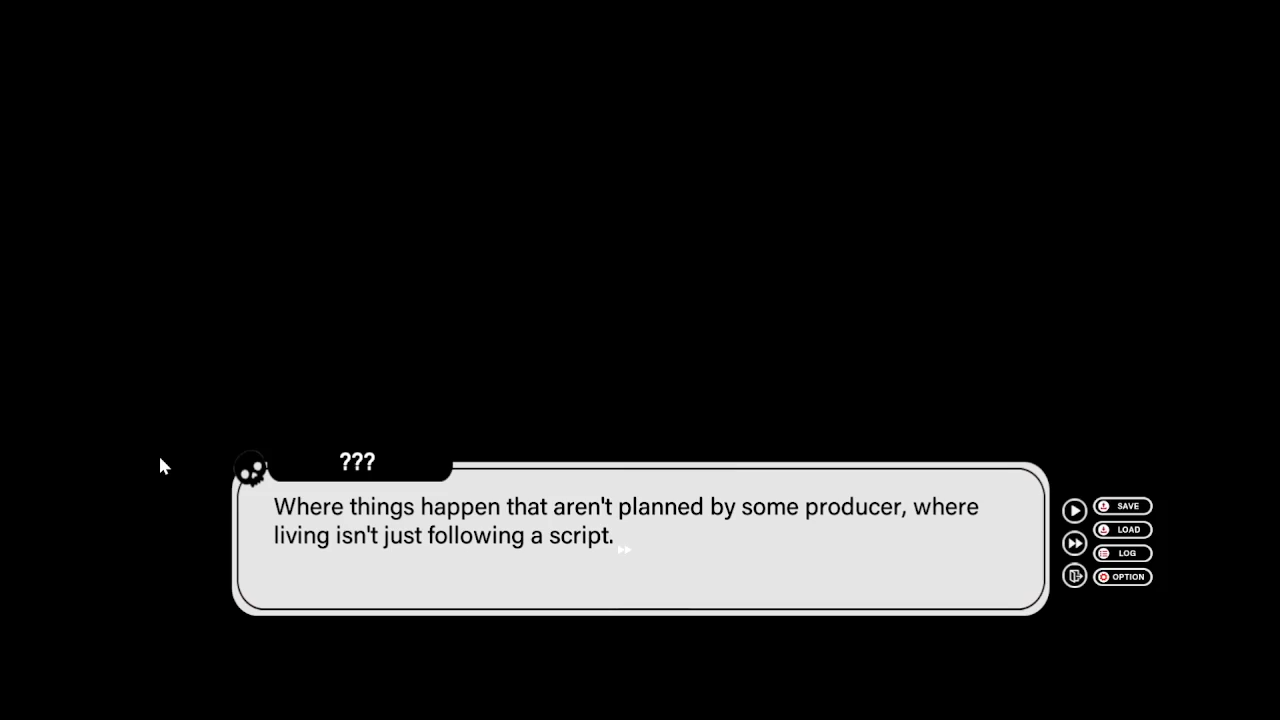 ???
Where things happen that aren't planned by some producer, where
living isn't just following a script.
SAVE
LOAD
LOG
OPTION